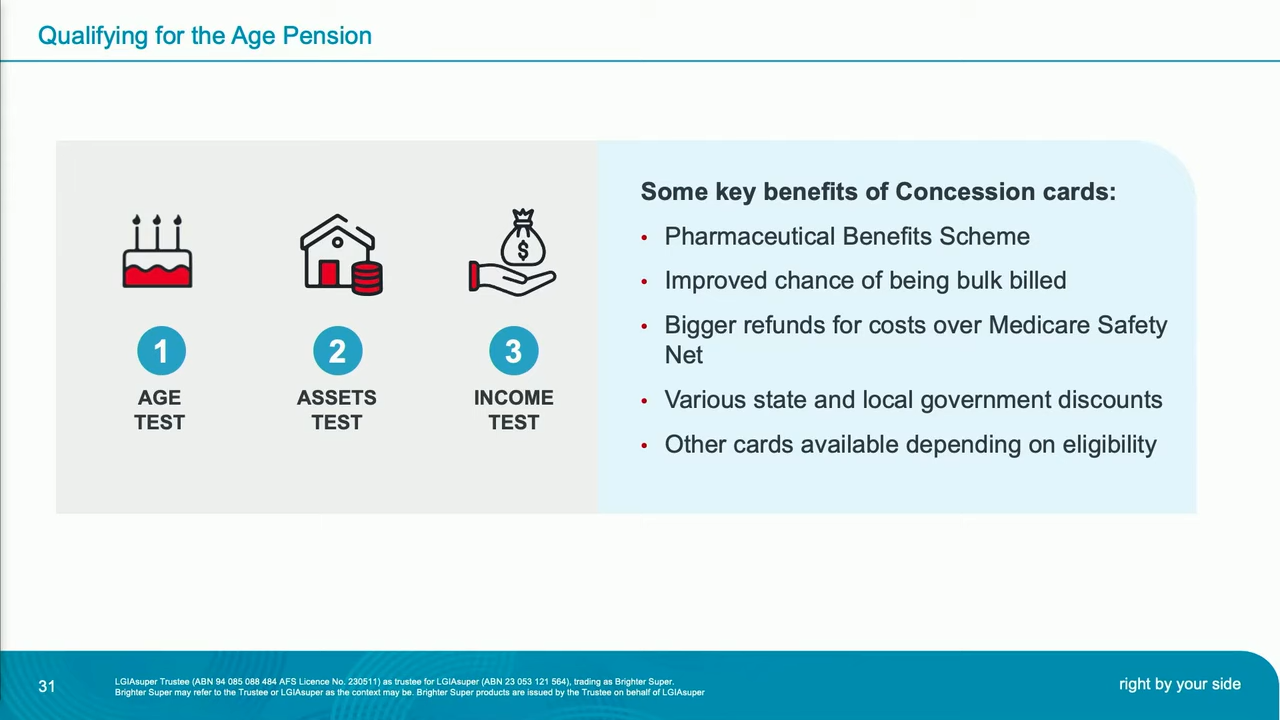 Qualifying for the Age Pension
1
AGE
TEST
2
ASSETS
TEST
$
3
INCOME
TEST
Some key benefits of Concession cards:
• Pharmaceutical Benefits Scheme
• Improved chance of being bulk billed
• Bigger refunds for costs over Medicare Safety
Net
• Various state and local government discounts
• Other cards available depending on eligibility
31
LGIAsuper Trustee (ABN 94 085 088 484 AFS Licence No. 230511) as trustee for LGIAsuper (ABN 23 053 121 564), trading as Brighter Super.
Brighter Super may refer to the Trustee or LGIAsuper as the context may be. Brighter Super products are issued by the Trustee on behalf of LGIAsuper
right by your side